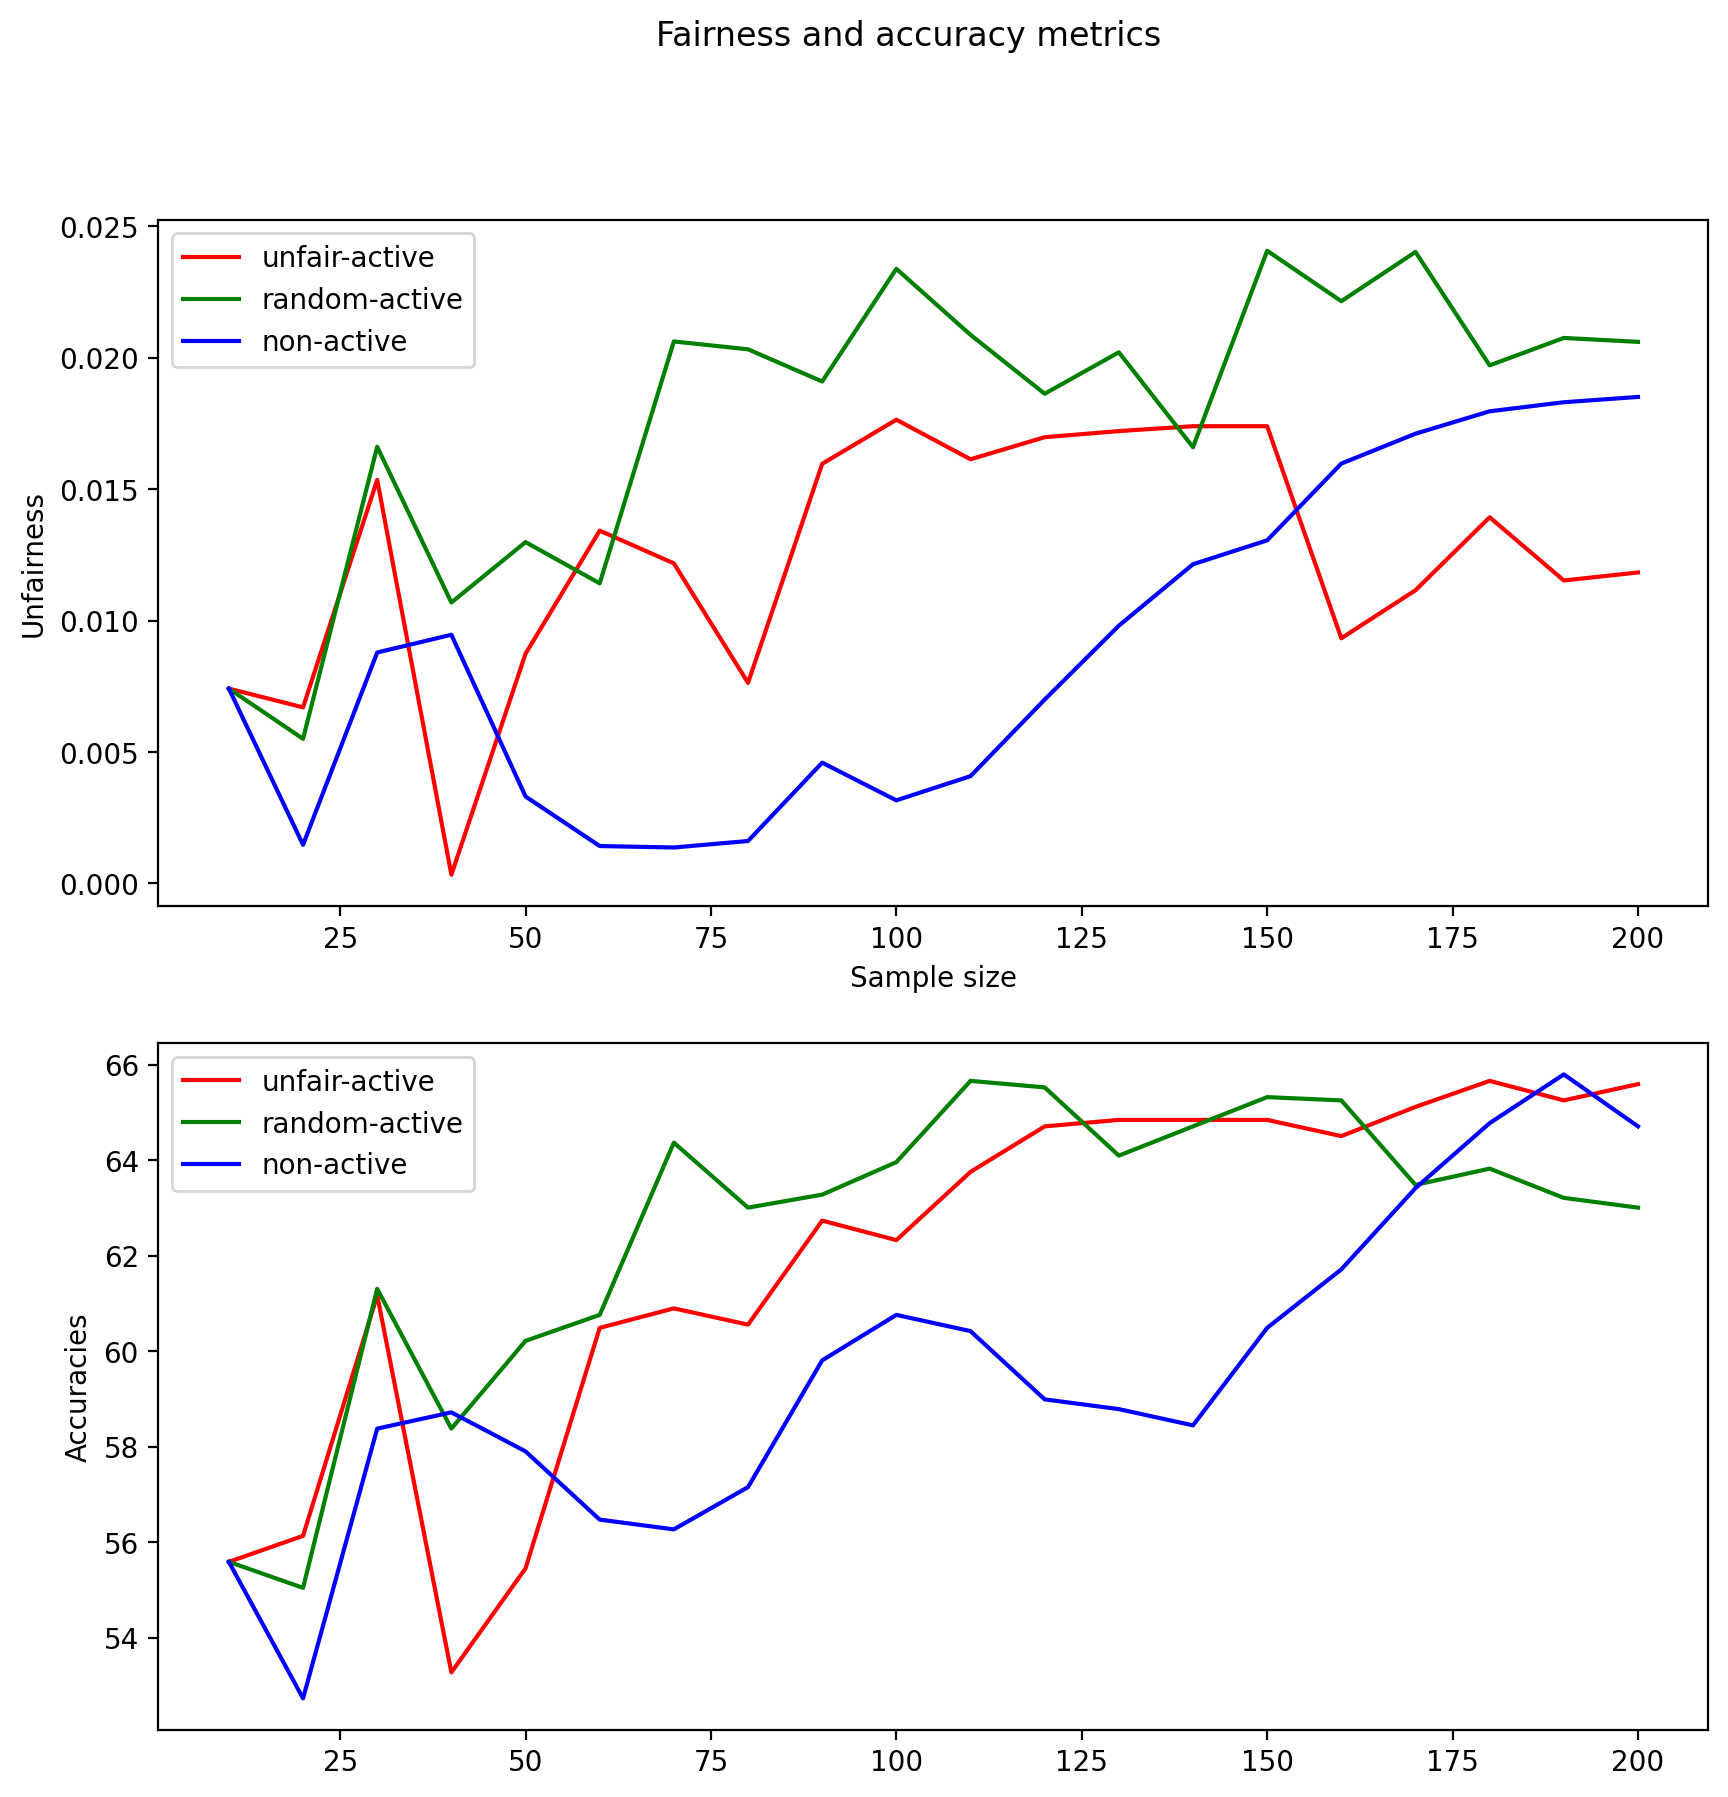 Fairness and accuracy metrics
0.025
0.020
0.015
0.010
0.005
0.000
Unfairness
unfair-active
random-active
non-active
25 50 75 100 125 150 175 200
Sample size
66
64
62
60
58
56
54
Accuracies
unfair-active
random-active
non-active
25 50 75 100 125 150 175 200